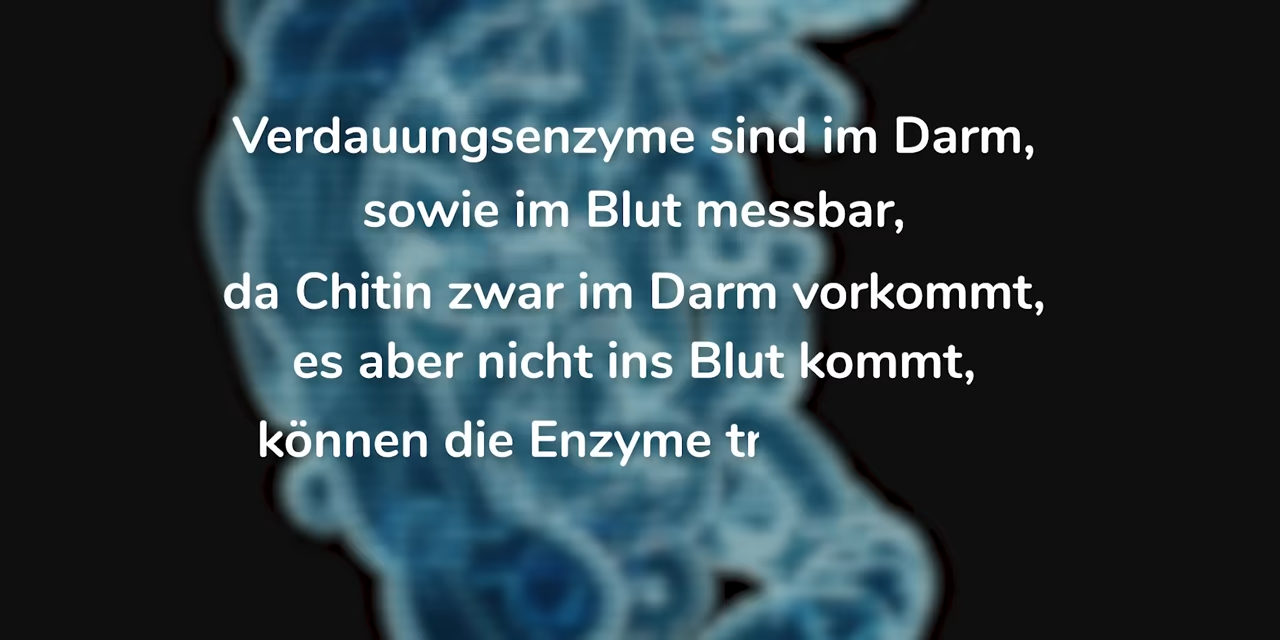 Verdauungsenzyme sind im Darm,
sowie im Blut messbar,
da Chitin zwar im Darm vorkommt,
es aber nicht ins Blut kommt,
können die Enzyme